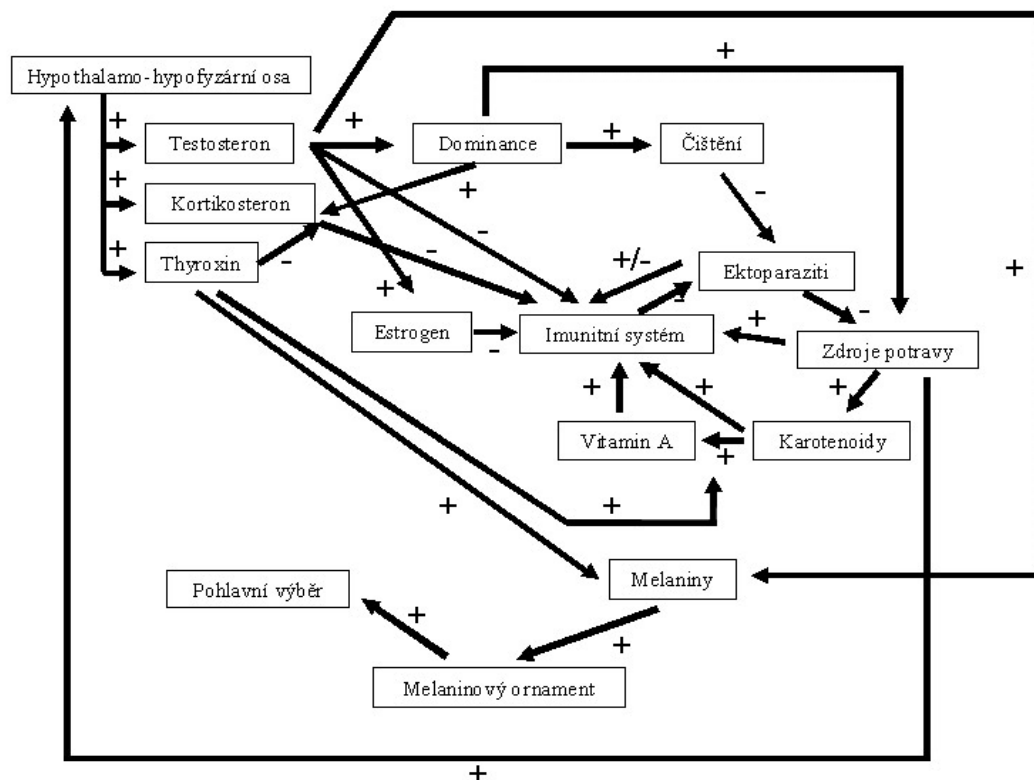 +
Hypothalamo-hypofyzární osa
+
+
Testosteron
Dominance
+
Čištění
+
+
-
Kortikosteron
-
-
+/-
+
+
Thyroxin
-
Ektoparaziti
+
-
-
Estrogen
-
Imunitní systém
+
Zdroje potravy
+
+
+
Vitamin A
+
Karotenoidy
+
+
Melaniny
Pohlavní výběr
+
+
Melaninový ornament
+